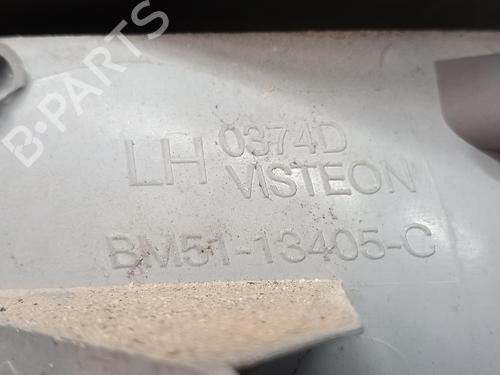 B-PARTS
LH 0374D
VISTEON
BM51-13405-C